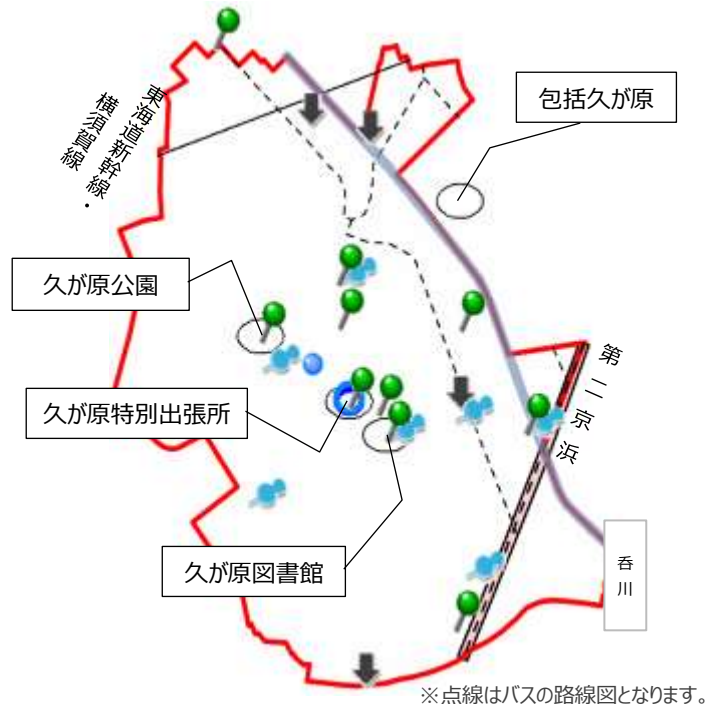 東海道新幹線・
横須賀線
包括久が原
久が原公園
久が原特別出張所
第二京浜
久が原図書館
呑川
※点線はバスの路線図となります。